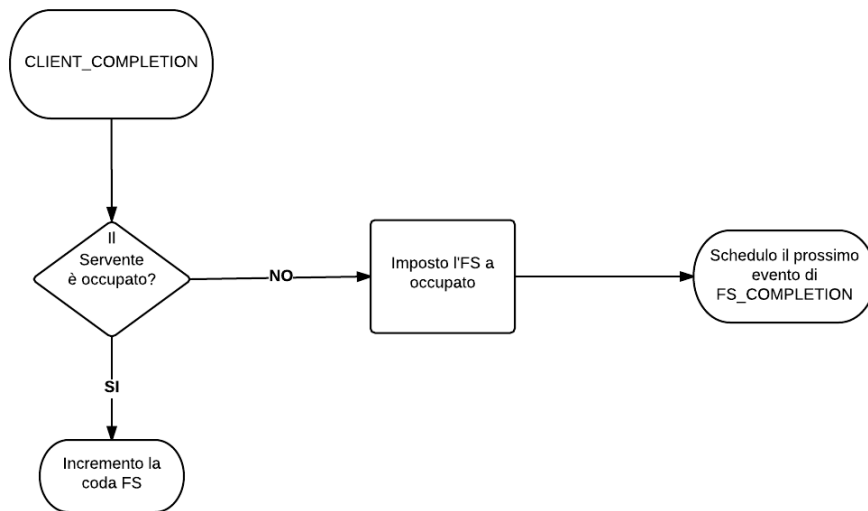 CLIENT_COMPLETION
Il
Servente
è occupato?
NO
Imposto l'FS a
occupato
Schedulo il prossimo
evento di
FS_COMPLETION
SI
Incremento la
coda FS